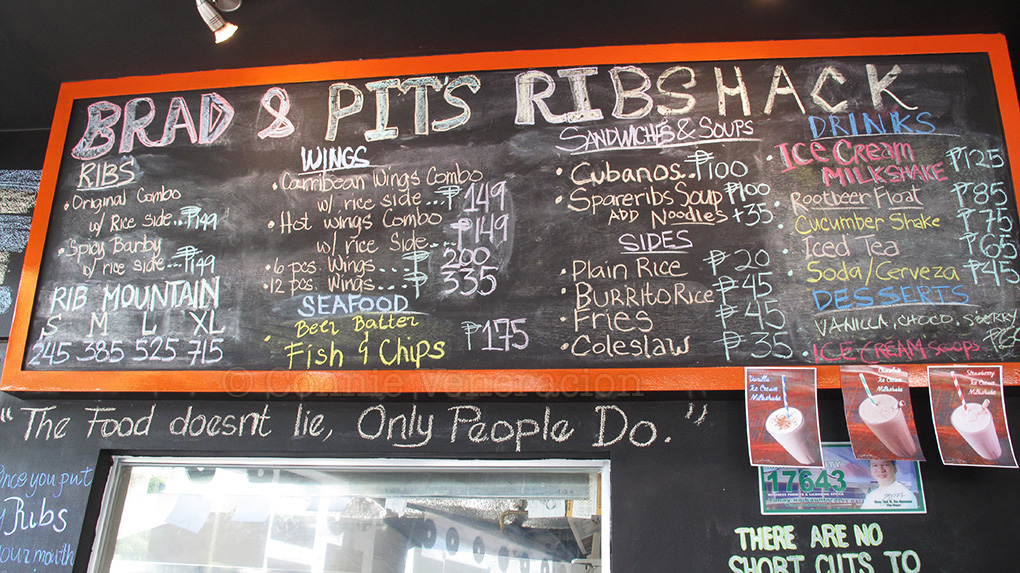 BRAD & PIT'S RIBSHACK
RIBS
• Original Combo
w/ Rice side...₱149
• Spicy Barby
w/ rice side...₱149
RIB MOUNTAIN
S M L XL
245 385 525 715
WINGS
• Carribean Wings Combo
w/ rice side...₱149
• Hot wings Combo
w/ rice Side...₱149
• 6 pcs. Wings...₱200
• 12 pcs. Wings...₱335
SEAFOOD
• Beer Batter
Fish & Chips ₱175
SANDWICHES & SOUPS
• Cubanos..₱100
• Spareribs Soup ₱100
ADD Noodles +35
SIDES
• Plain Rice ₱20
• BURRITO Rice ₱45
• Fries ₱45
• Coleslaw ₱35
DRINKS
• ICE CREAM
MILKSHAKE ₱125
• Rootbeer Float ₱85
• Cucumber Shake ₱75
• Iced Tea ₱65
• Soda/Cerveza ₱45
DESSERTS
VANILLA, CHOCO, S'BERRY
• ICE CREAM Scoops ₱60
© Connie Veneracion
"The Food doesnt lie, Only People Do."
Vanilla Ice Cream
Milkshake
Chocolate
Ice Cream
Milkshake
Strawberry
Ice Cream
Milkshake
17643
Once you put
Ribs
your mouth
THERE ARE NO
SHORT CUTS TO